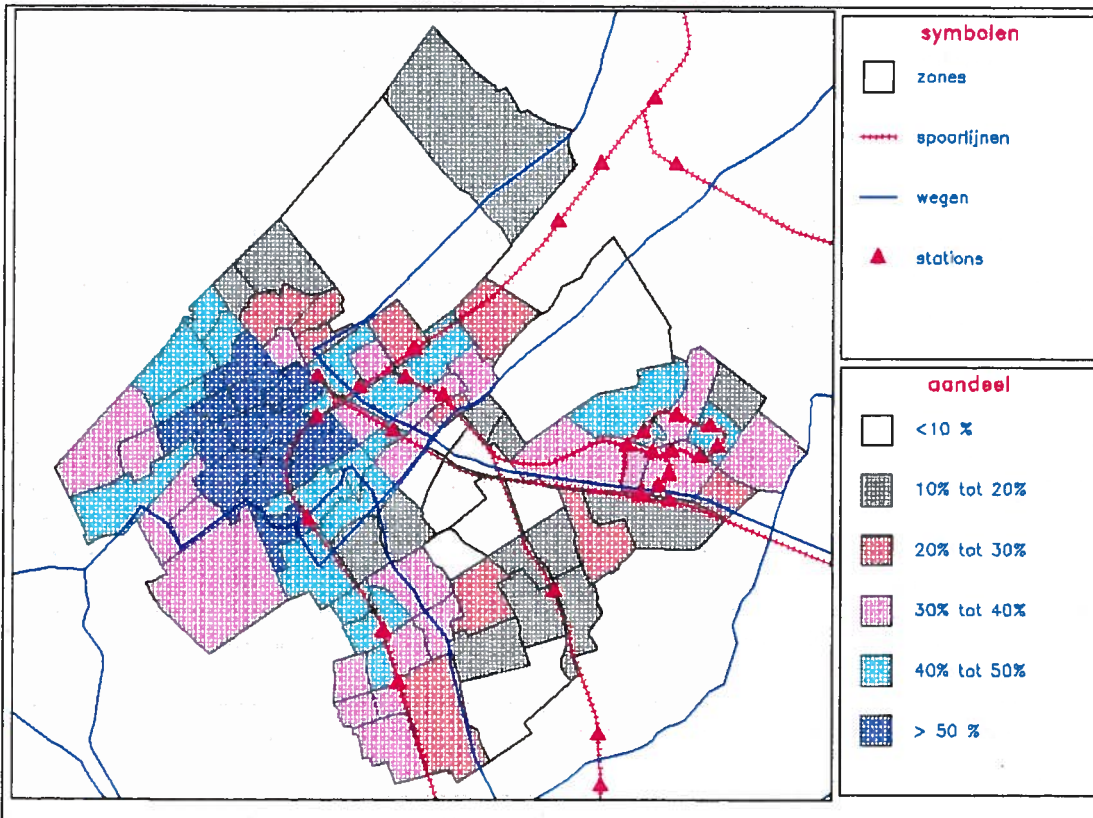 symbolen
zones
spoorlijnen
wegen
stations
aandeel
<10 %
10% tot 20%
20% tot 30%
30% tot 40%
40% tot 50%
> 50 %